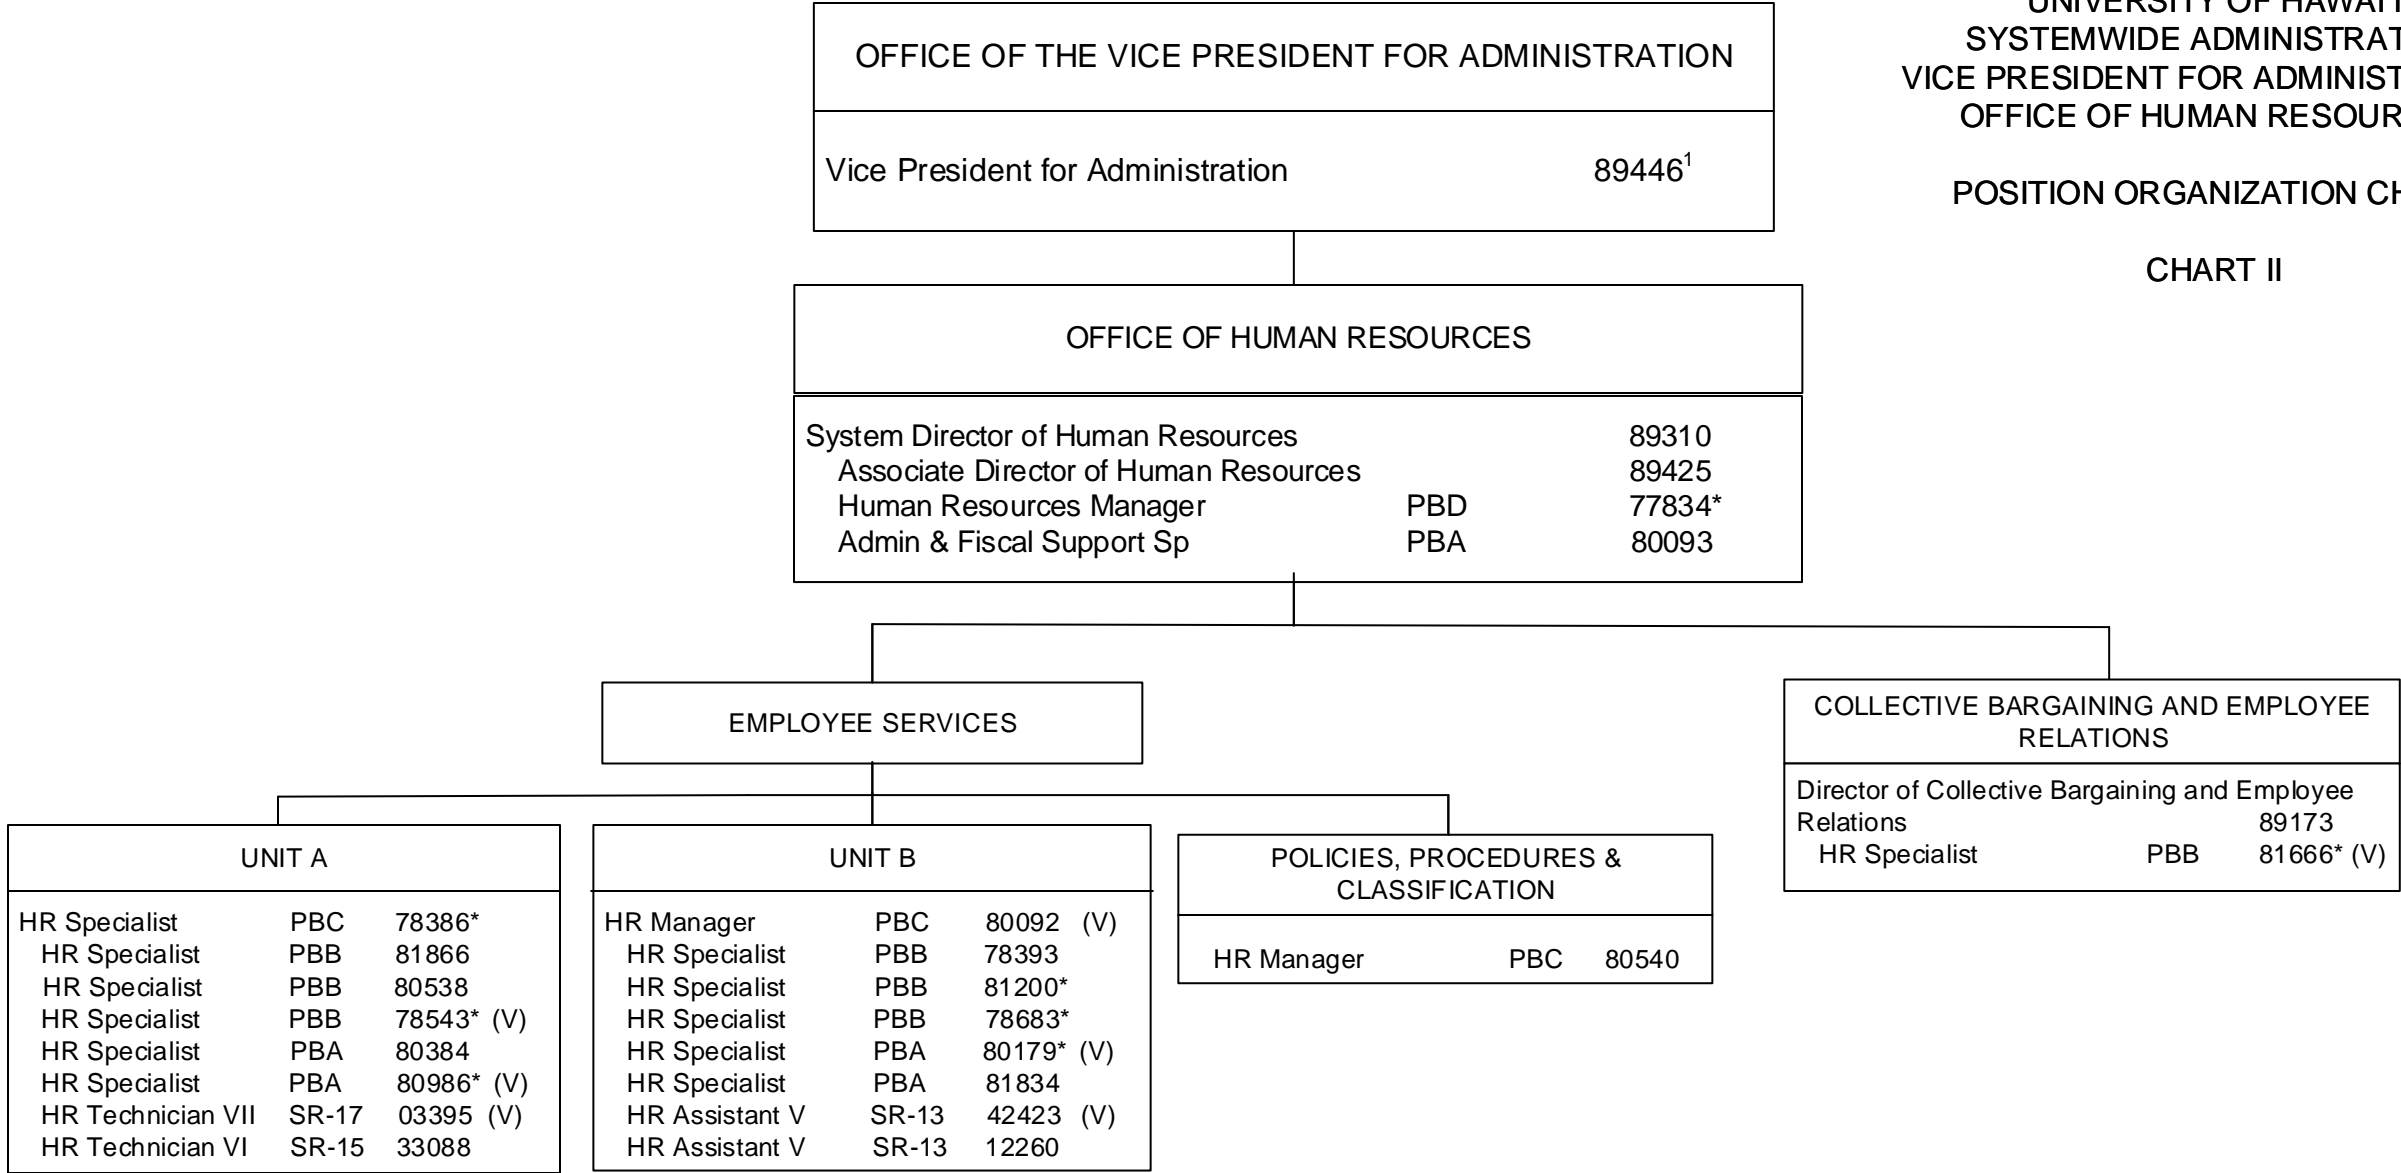 UNIVERSITY OF HAWAI'I
SYSTEMWIDE ADMINISTRAT
VICE PRESIDENT FOR ADMINIST
OFFICE OF HUMAN RESOUR
POSITION ORGANIZATION CH
CHART II
OFFICE OF THE VICE PRESIDENT FOR ADMINISTRATION
Vice President for Administration 89446¹
OFFICE OF HUMAN RESOURCES
System Director of Human Resources 89310
Associate Director of Human Resources 89425
Human Resources Manager PBD 77834*
Admin & Fiscal Support Sp PBA 80093
EMPLOYEE SERVICES
COLLECTIVE BARGAINING AND EMPLOYEE
RELATIONS
Director of Collective Bargaining and Employee
Relations 89173
HR Specialist PBB 81666* (V)
UNIT A
HR Specialist PBC 78386*
HR Specialist PBB 81866
HR Specialist PBB 80538
HR Specialist PBB 78543* (V)
HR Specialist PBA 80384
HR Specialist PBA 80986* (V)
HR Technician VII SR-17 03395 (V)
HR Technician VI SR-15 33088
UNIT B
HR Manager PBC 80092 (V)
HR Specialist PBB 78393
HR Specialist PBB 81200*
HR Specialist PBB 78683*
HR Specialist PBA 80179* (V)
HR Specialist PBA 81834
HR Assistant V SR-13 42423 (V)
HR Assistant V SR-13 12260
POLICIES, PROCEDURES &
CLASSIFICATION
HR Manager PBC 80540